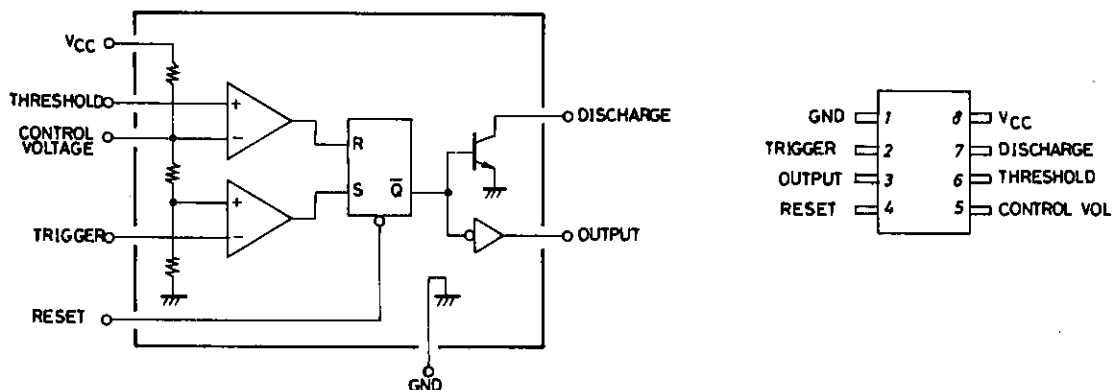 VCC
THRESHOLD
CONTROL
VOLTAGE
TRIGGER
RESET
+
−
+
−
R
S Q̅
DISCHARGE
OUTPUT
GND
GND 1 8 VCC
TRIGGER 2 7 DISCHARGE
OUTPUT 3 6 THRESHOLD
RESET 4 5 CONTROL VOL